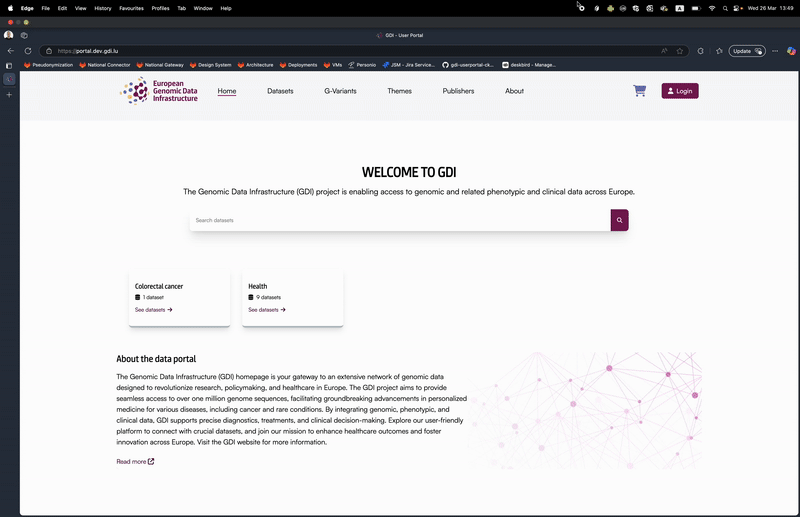 Edge File Edit View History Favourites Profiles Tab Window Help
A
Wed 26 Mar 13:49
GDI - User Portal
https://portal.dev.gdi.lu
Update
Pseudonymization National Connector National Gateway Design System Architecture Deployments VMs Personio JSM - Jira Service... gdi-userportal-ck... deskbird - Manage...
European
Genomic Data
Infrastructure
Home Datasets G-Variants Themes Publishers About Login
WELCOME TO GDI
The Genomic Data Infrastructure (GDI) project is enabling access to genomic and related phenotypic and clinical data across Europe.
Search datasets
Colorectal cancer
1 dataset
See datasets
Health
9 datasets
See datasets
About the data portal
The Genomic Data Infrastructure (GDI) homepage is your gateway to an extensive network of genomic data
designed to revolutionize research, policymaking, and healthcare in Europe. The GDI project aims to provide
seamless access to over one million genome sequences, facilitating groundbreaking advancements in personalized
medicine for various diseases, including cancer and rare conditions. By integrating genomic, phenotypic, and
clinical data, GDI supports precise diagnostics, treatments, and clinical decision-making. Explore our user-friendly
platform to connect with crucial datasets, and join our mission to enhance healthcare outcomes and foster
innovation across Europe. Visit the GDI website for more information.
Read more